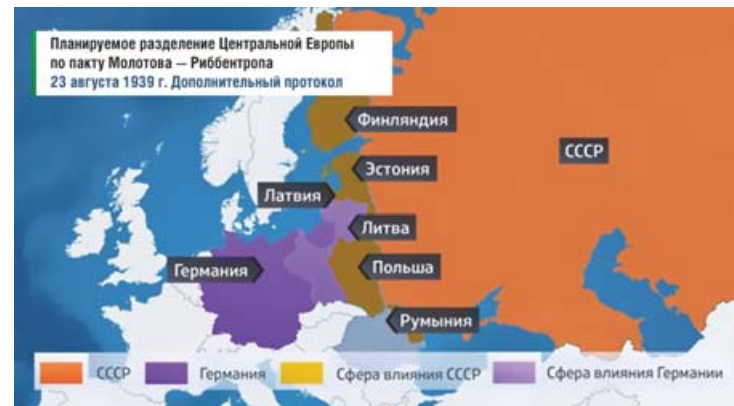 Планируемое разделение Центральной Европы
по пакту Молотова — Риббентропа
23 августа 1939 г. Дополнительный протокол
Финляндия
СССР
Эстония
Латвия
Литва
Германия
Польша
Румыния
СССР
Германия
Сфера влияния СССР
Сфера влияния Германии